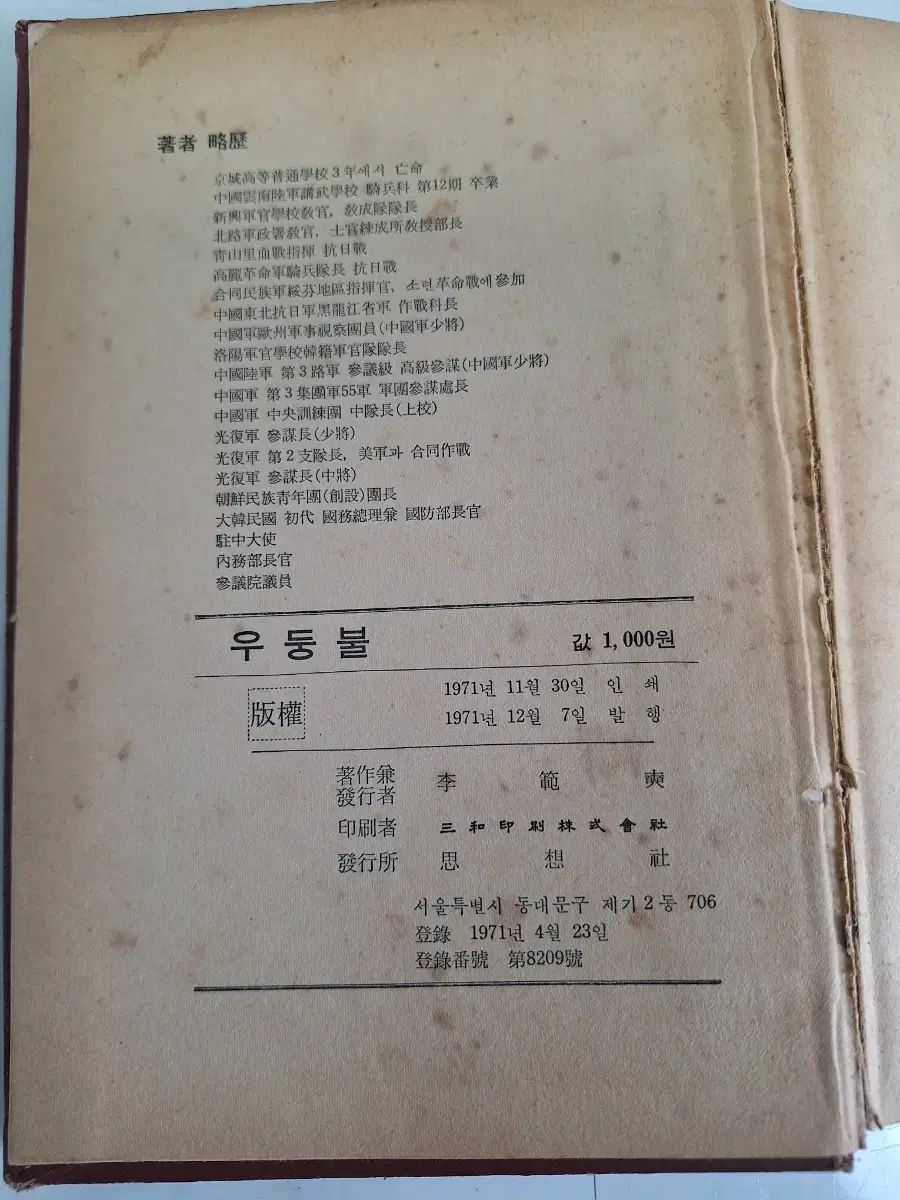 著者 略歷
京城高等普通學校 3年에서 亡命
中國雲南陸軍講武學校 騎兵科 第12期 卒業
新興軍官學校敎官, 敎成隊隊長
北路軍政署敎官, 士官練成所敎授部長
靑山里血戰指揮 抗日戰
高麗革命軍騎兵隊長 抗日戰
合同民族軍綏芬地區指揮官, 소련革命戰에 參加
中國東北抗日軍黑龍江省軍 作戰科長
中國軍歐州軍事視察團員(中國軍少將)
洛陽軍官學校韓籍軍官隊隊長
中國陸軍 第3路軍 參議級 高級參謀(中國軍少將)
中國軍 第3集團軍55軍 軍團參謀處長
中國軍 中央訓練團 中隊長(上校)
光復軍 參謀長(少將)
光復軍 第2支隊長, 美軍과 合同作戰
光復軍 參謀長(中將)
朝鮮民族靑年團(創設)團長
大韓民國 初代 國務總理兼 國防部長官
駐中大使
內務部長官
參議院議員
우둥불 값 1,000원
版權
1971년 11월 30일 인 쇄
1971년 12월 7일 발 행
著作兼
發行者 李 範 奭
印刷者 三和印刷株式會社
發行所 思 想 社
서울특별시 동대문구 제기2동 706
登錄 1971년 4월 23일
登錄番號 第8209號